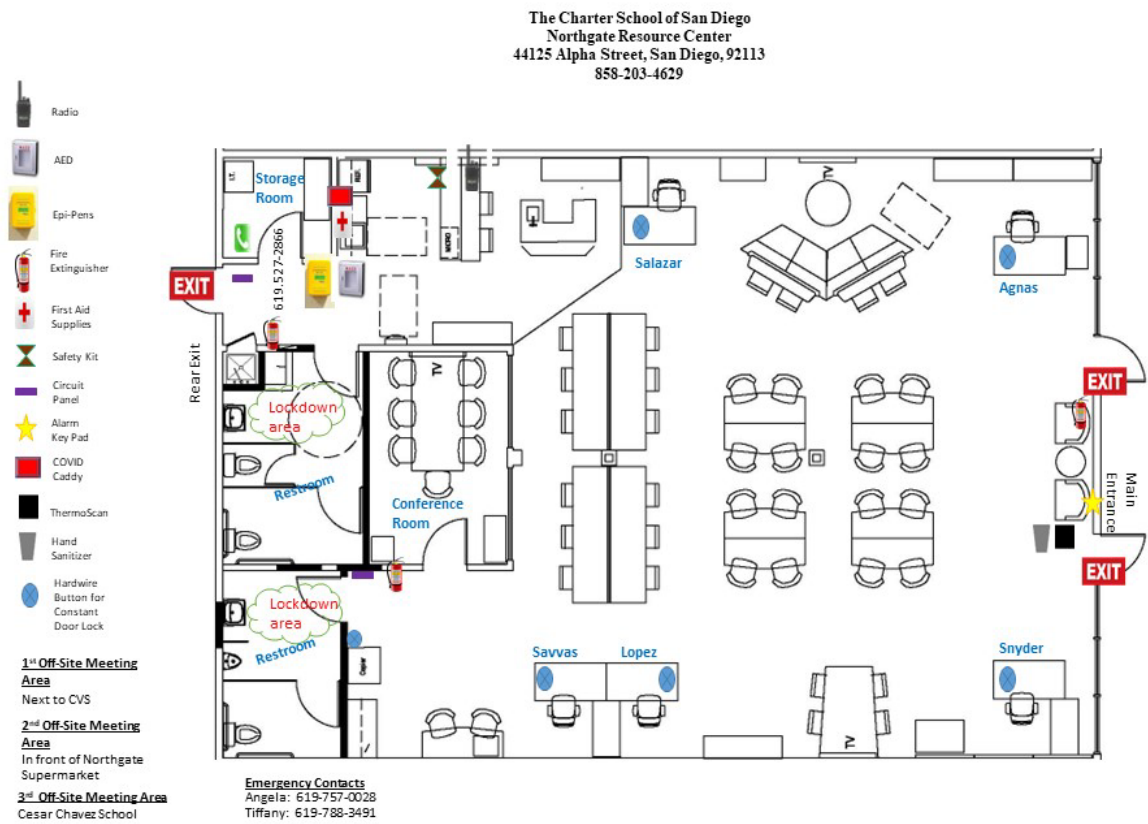 The Charter School of San Diego
Northgate Resource Center
44125 Alpha Street, San Diego, 92113
858-203-4629
Radio
AED
Epi-Pens
Fire
Extinguisher
First Aid
Supplies
Safety Kit
Circuit
Panel
Alarm
Key Pad
COVID
Caddy
ThermoScan
Hand
Sanitizer
Hardwire
Button for
Constant
Door Lock
1st Off-Site Meeting
Area
Next to CVS
2nd Off-Site Meeting
Area
In front of Northgate
Supermarket
3rd Off-Site Meeting Area
Cesar Chavez School
I.T.
Storage
Room
REF.
MICRO
619.527-2866
EXIT
Rear Exit
Salazar
TV
Agnas
TV
Lockdown
area
Restroom
Conference
Room
EXIT
Main
Entrance
EXIT
Lockdown
area
Restroom
Copier
Savvas
Lopez
Snyder
TV
Emergency Contacts
Angela: 619-757-0028
Tiffany: 619-788-3491